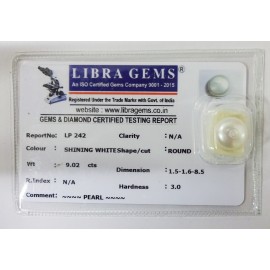 LIBRA GEMS®
An ISO Certified Gems Company 9001 - 2015
Registered Under the Trade Mark with Govt. of India
website : www.libragems.co.in
GEMS & DIAMOND CERTIFIED TESTING REPORT
ReportNo: LP 242 Clarity : N/A
Colour : SHINING WHITE Shape/cut : ROUND
Wt : 9.02 cts Dimension : 1.5-1.6-8.5
R.Index : N/A Hardness : 3.0
Comment : ~~~~ PEARL ~~~~